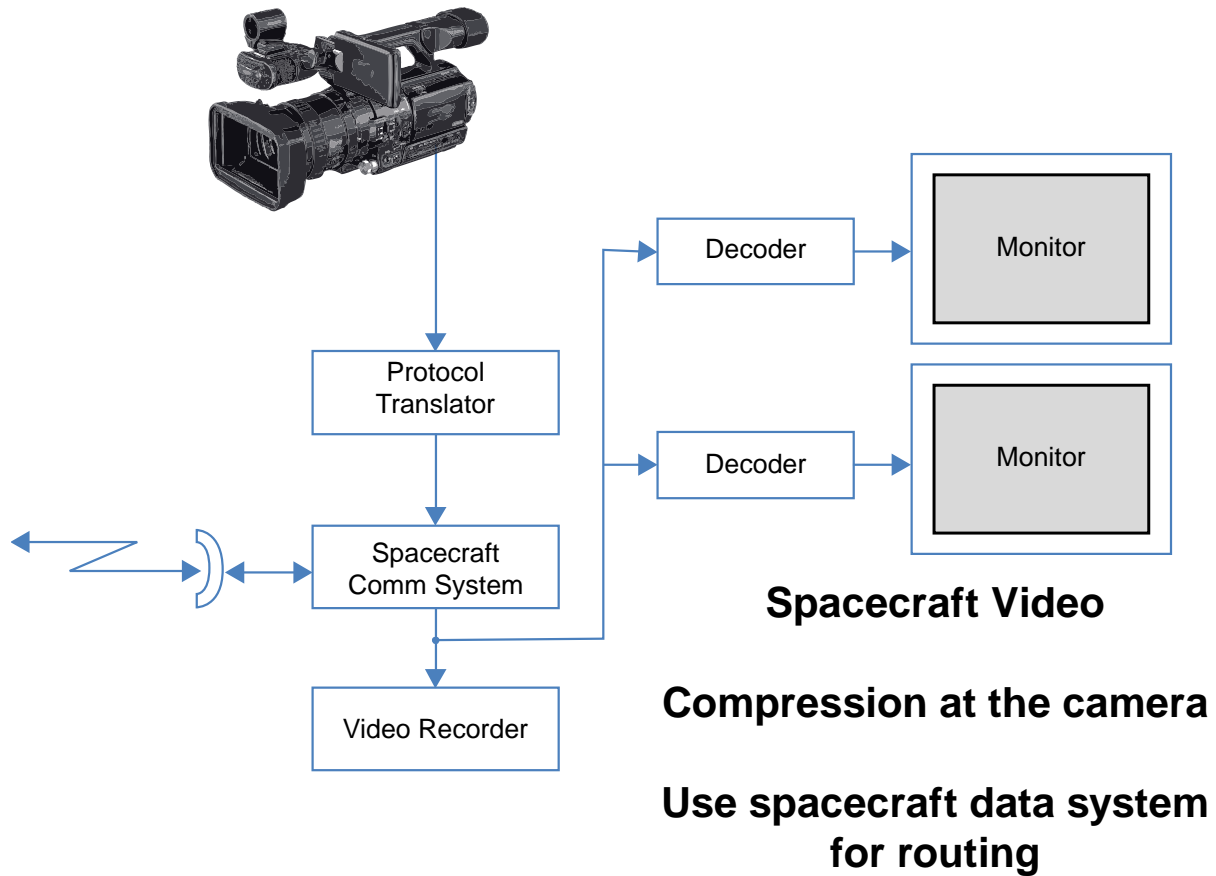 Decoder
Monitor
Protocol
Translator
Decoder
Monitor
Spacecraft
Comm System
Video Recorder
Spacecraft Video
Compression at the camera
Use spacecraft data system
for routing